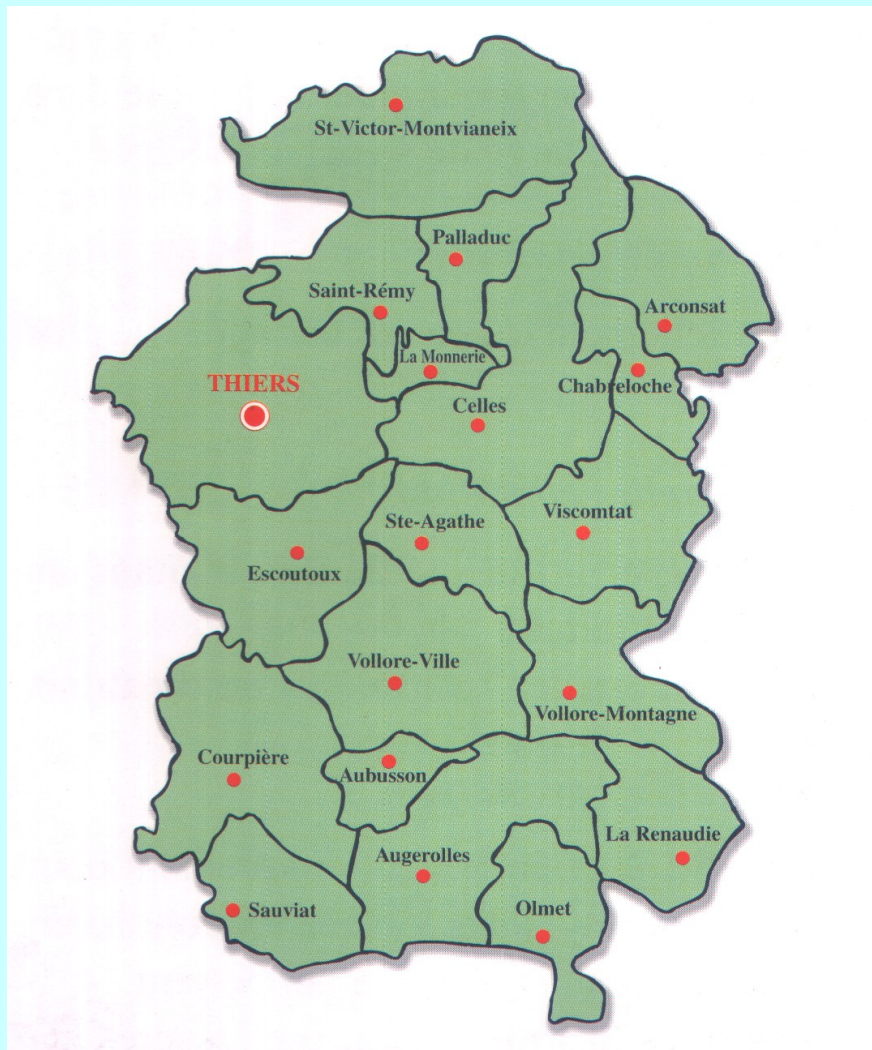 St-Victor-Montvianeix
Palladuc
Saint-Rémy
Arconsat
La Monnerie
THIERS
Chabreloche
Celles
Ste-Agathe
Viscomtat
Escoutoux
Vollore-Ville
Vollore-Montagne
Courpière
Aubusson
La Renaudie
Augerolles
Sauviat
Olmet